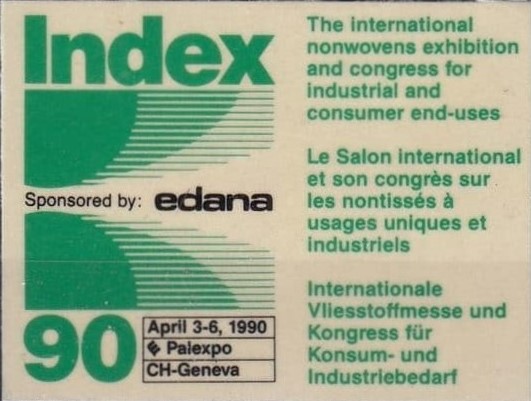 Index
Sponsored by: edana
90
April 3-6, 1990
Palexpo
CH-Geneva
The international
nonwovens exhibition
and congress for
industrial and
consumer end-uses
Le Salon international
et son congrès sur
les nontissés à
usages uniques et
industriels
Internationale
Vliesstoffmesse und
Kongress für
Konsum- und
Industriebedarf